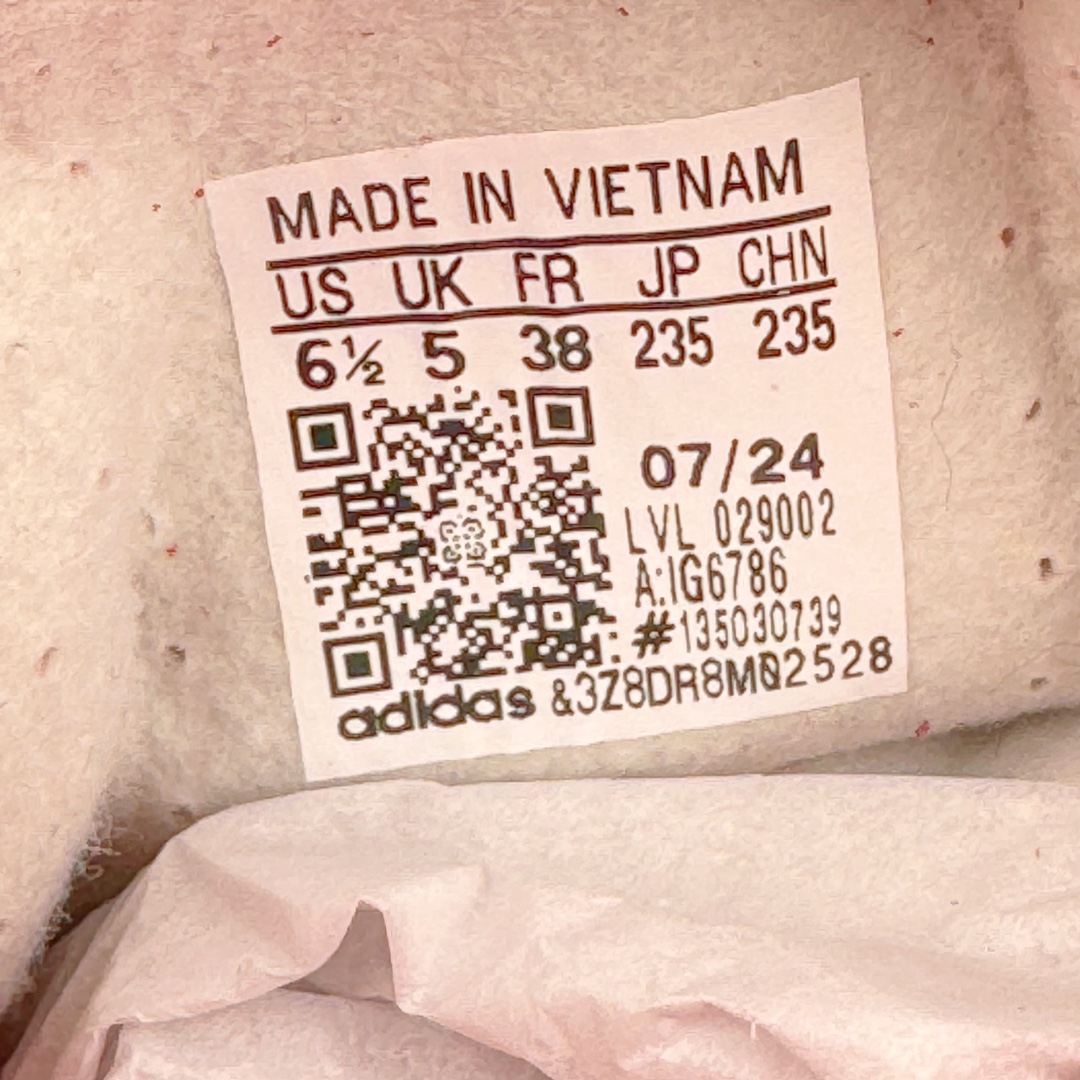 MADE IN VIETNAM
US UK FR JP CHN
6½ 5 38 235 235
07/24
LVL 029002
A:IG6786
#135030739
adidas &3Z8DR8MQ2528